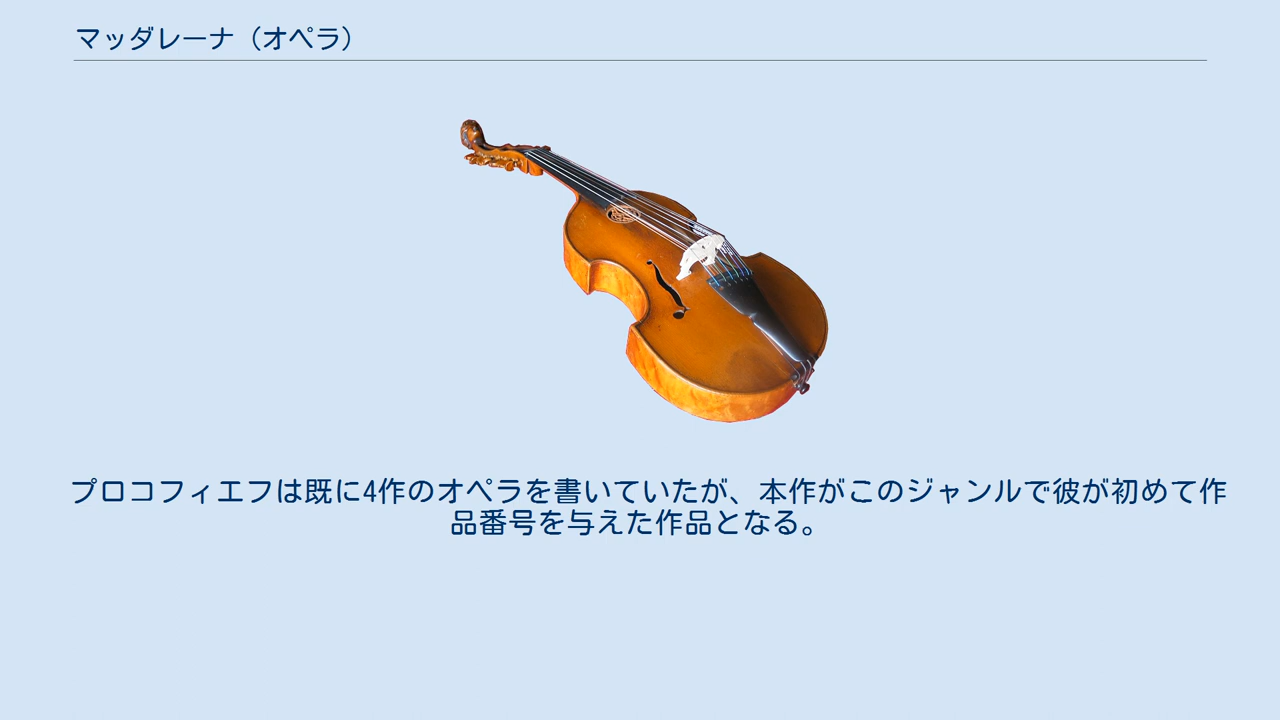 マッダレーナ（オペラ）
プロコフィエフは既に4作のオペラを書いていたが、本作がこのジャンルで彼が初めて作
品番号を与えた作品となる。